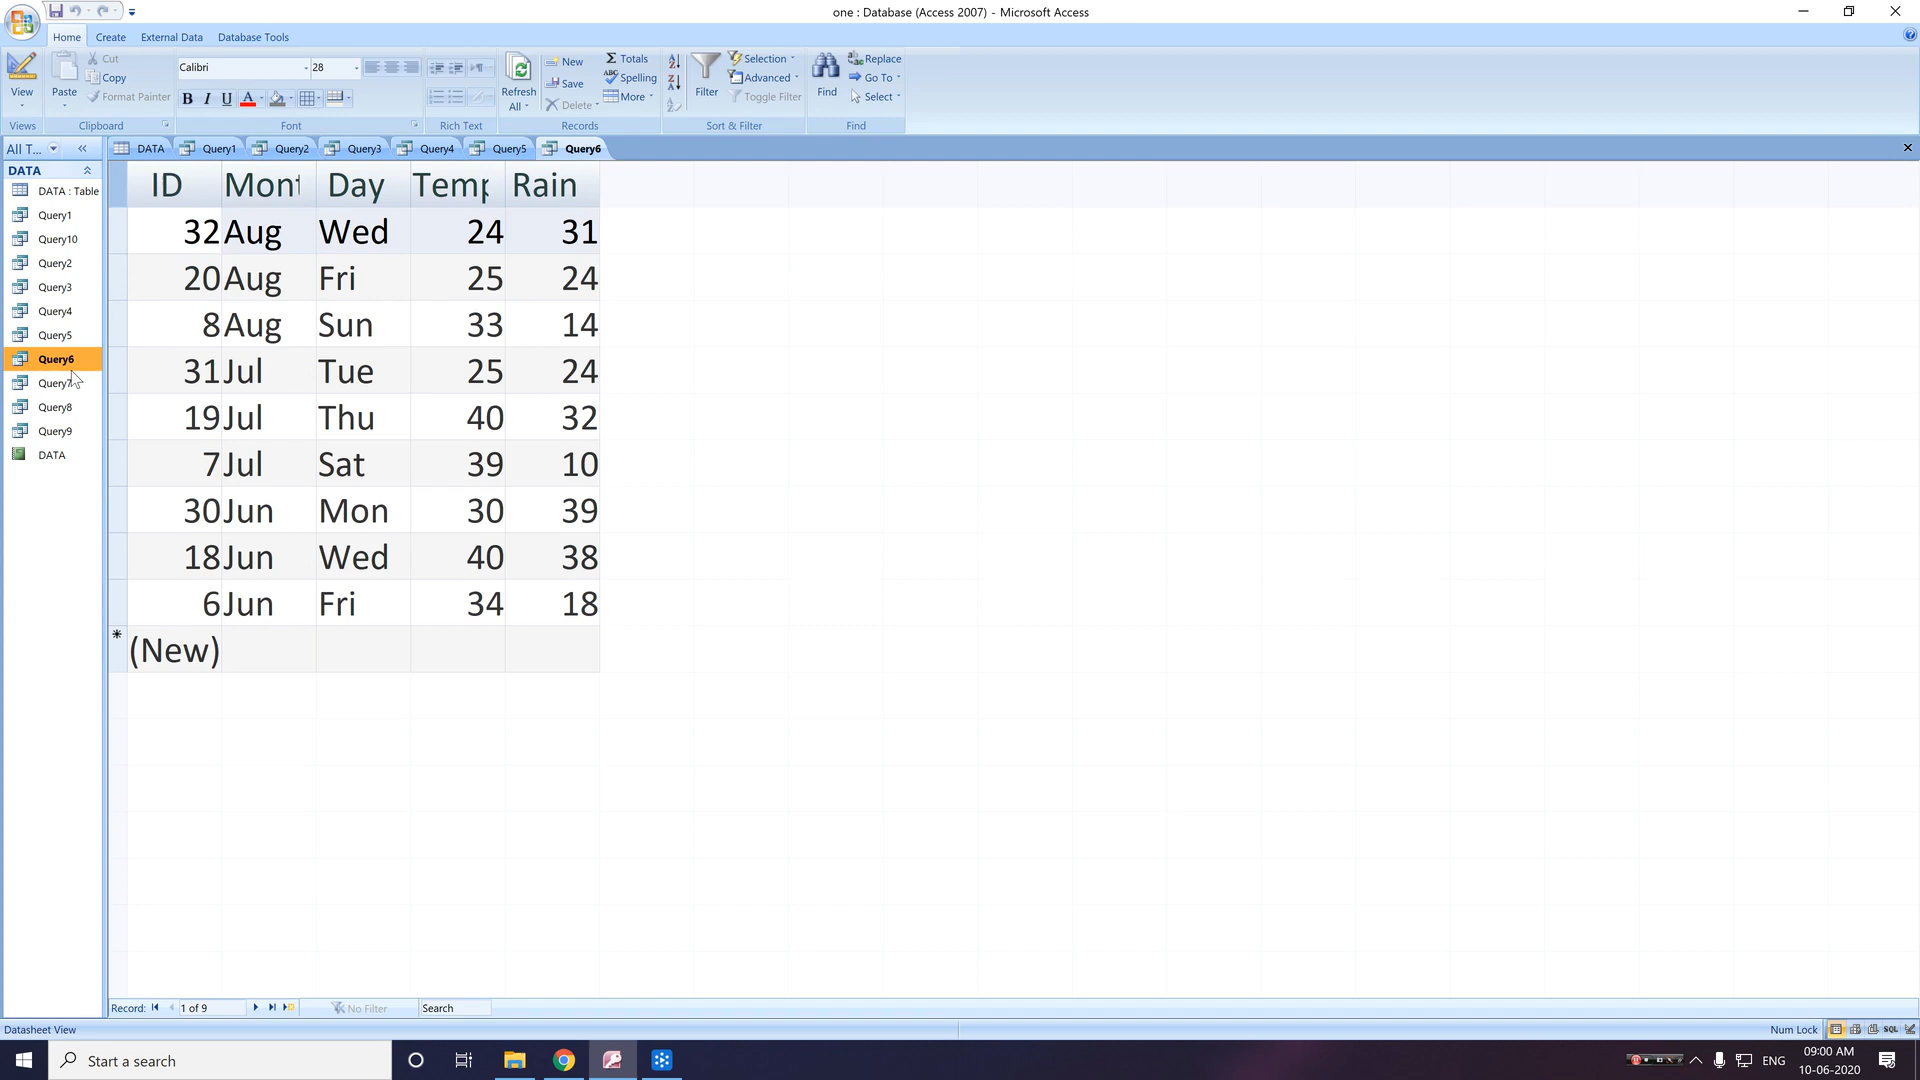 one : Database (Access 2007) - Microsoft Access
Home Create External Data Database Tools
View Paste Cut Copy Format Painter
Calibri 28
B I U A
Refresh All New Save Delete Totals Spelling More
Filter Selection Advanced Toggle Filter
Find Replace Go To Select
Views Clipboard Font Rich Text Records Sort & Filter Find
All T... «
DATA Query1 Query2 Query3 Query4 Query5 Query6
DATA
DATA : Table
Query1
Query10
Query2
Query3
Query4
Query5
Query6
Query7
Query8
Query9
DATA
ID Mont Day Temp Rain
32 Aug Wed 24 31
20 Aug Fri 25 24
8 Aug Sun 33 14
31 Jul Tue 25 24
19 Jul Thu 40 32
7 Jul Sat 39 10
30 Jun Mon 30 39
18 Jun Wed 40 38
6 Jun Fri 34 18
* (New)
Record: 1 of 9 No Filter Search
Datasheet View Num Lock SQL
Start a search ENG 09:00 AM
10-06-2020